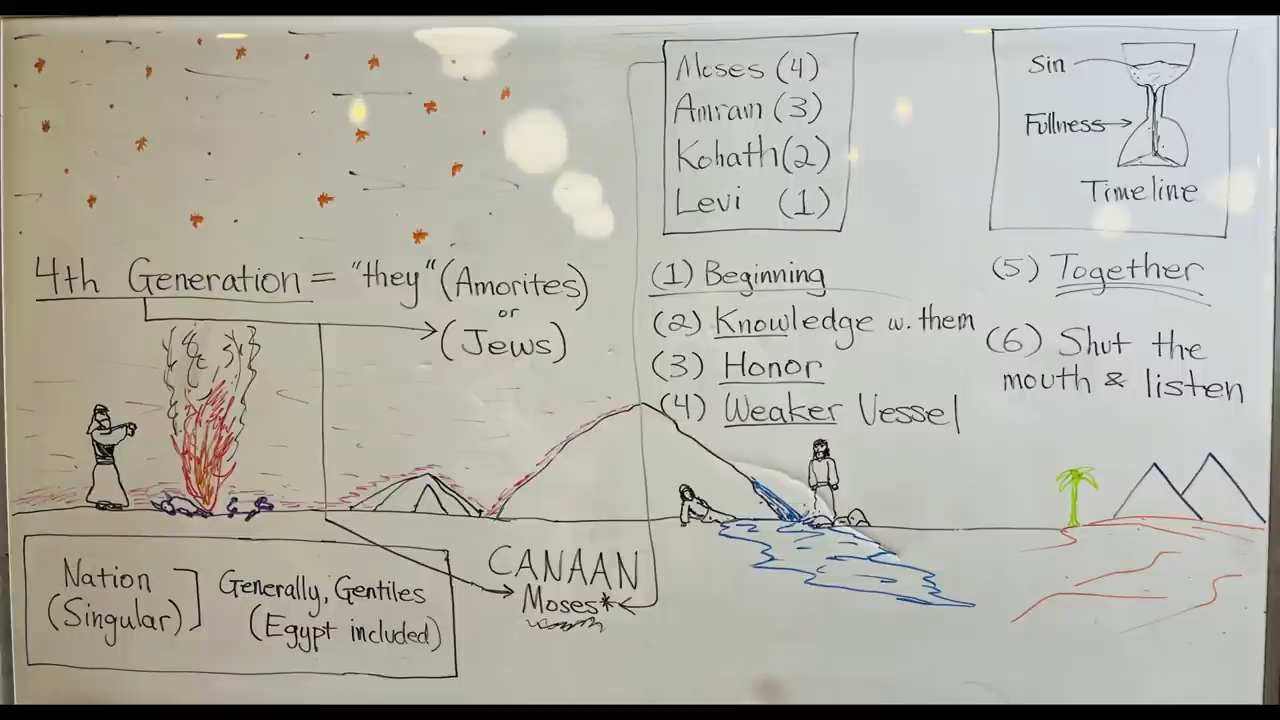 Moses (4)
Amram (3)
Kohath (2)
Levi (1)
Sin
Fullness
Timeline
4th Generation = "they" (Amorites)
or
(Jews)
(1) Beginning
(2) Knowledge w. them
(3) Honor
(4) Weaker Vessel
(5) Together
(6) Shut the
mouth & listen
CANAAN
Moses*
Nation
(Singular)
Generally, Gentiles
(Egypt included)